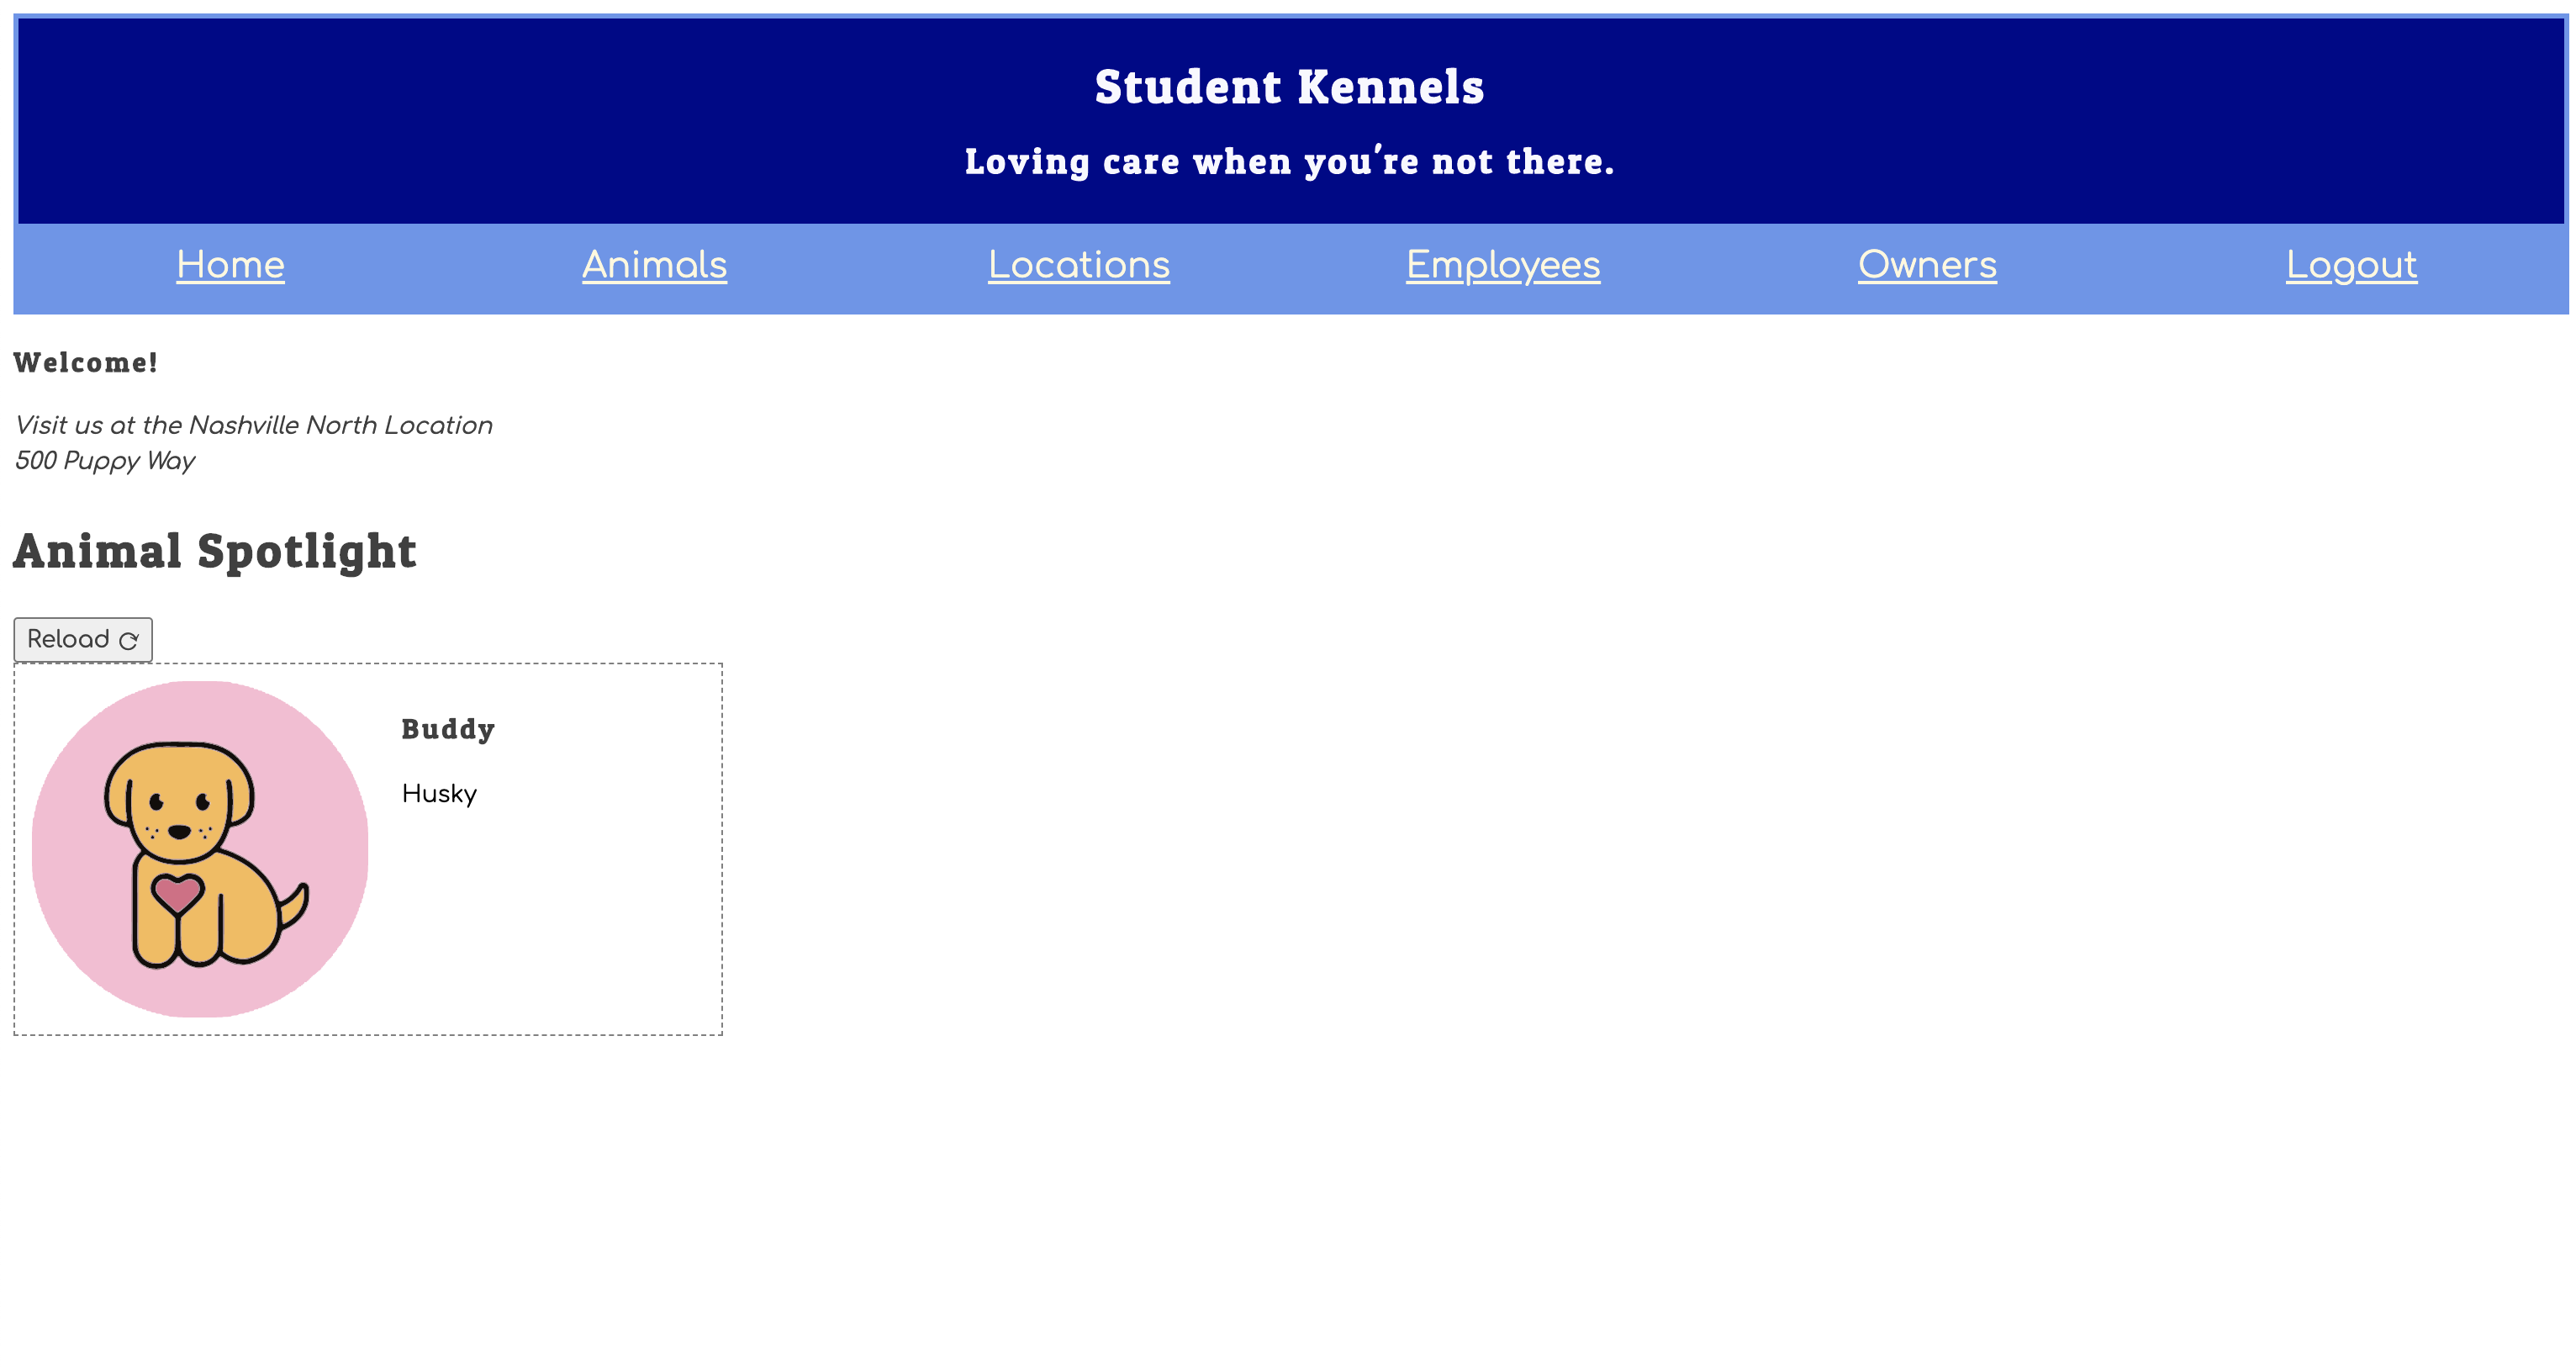 Student Kennels
Loving care when you're not there.
Home Animals Locations Employees Owners Logout
Welcome!
Visit us at the Nashville North Location
500 Puppy Way
Animal Spotlight
Reload
Buddy
Husky